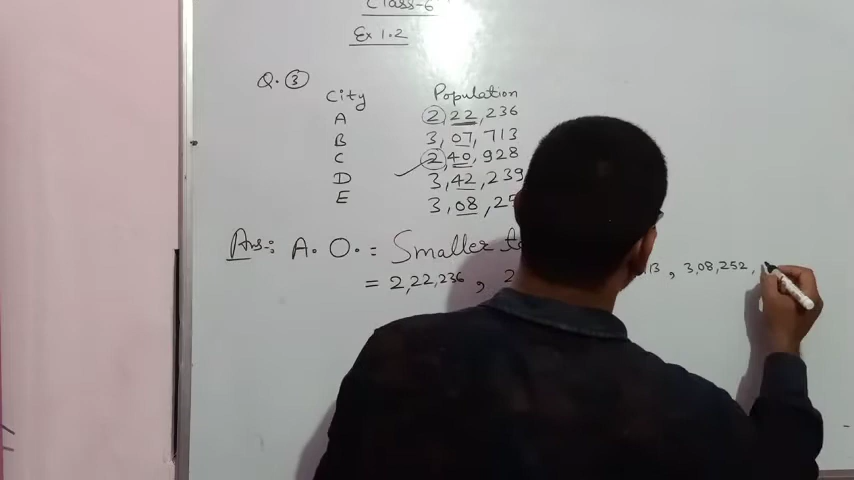 Class-6
Ex 1.2
Q. 3
City Population
A 2,22,236
B 3,07,713
C 2,40,928
D 3,42,239
E 3,08,25
Ans:- A. O. = Smaller to
= 2,22,236, 2 13, 3,08,252,